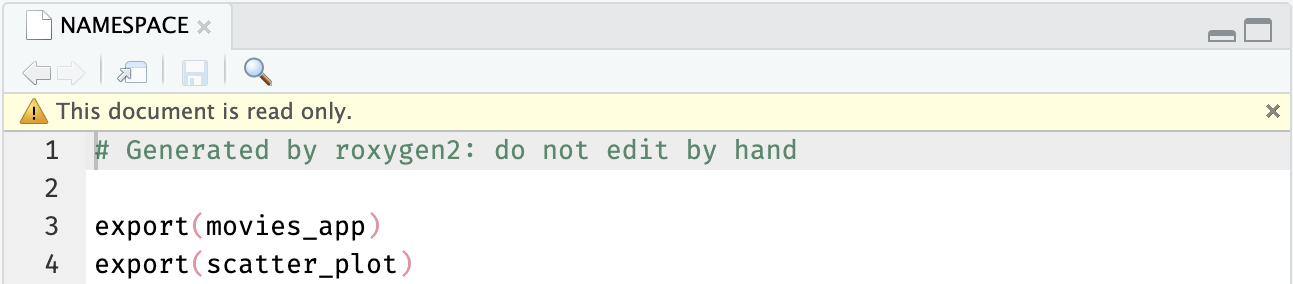 NAMESPACE
This document is read only.
1 # Generated by roxygen2: do not edit by hand
2
3 export(movies_app)
4 export(scatter_plot)